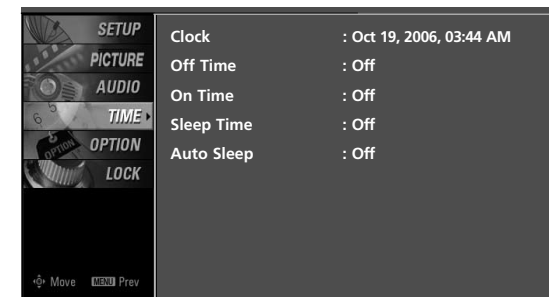 SETUP
PICTURE
AUDIO
TIME
OPTION
LOCK
Move MENU Prev
Clock : Oct 19, 2006, 03:44 AM
Off Time : Off
On Time : Off
Sleep Time : Off
Auto Sleep : Off